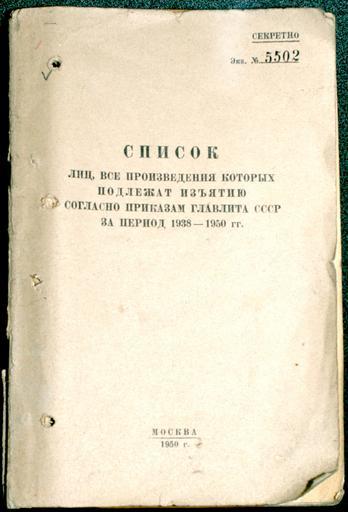 СЕКРЕТНО
Экз. № 5502
СПИСОК
ЛИЦ, ВСЕ ПРОИЗВЕДЕНИЯ КОТОРЫХ
ПОДЛЕЖАТ ИЗЪЯТИЮ
СОГЛАСНО ПРИКАЗАМ ГЛАВЛИТА СССР
ЗА ПЕРИОД 1938—1950 гг.
МОСКВА
1950 г.